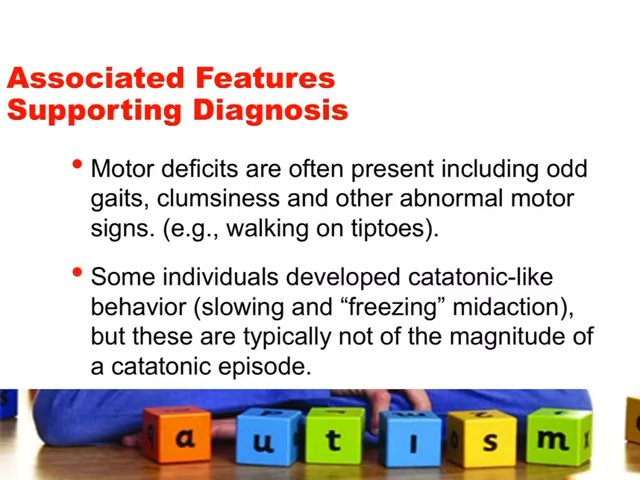 Associated Features
Supporting Diagnosis
• Motor deficits are often present including odd
gaits, clumsiness and other abnormal motor
signs. (e.g., walking on tiptoes).
• Some individuals developed catatonic-like
behavior (slowing and “freezing” midaction),
but these are typically not of the magnitude of
a catatonic episode.
a u t i s m